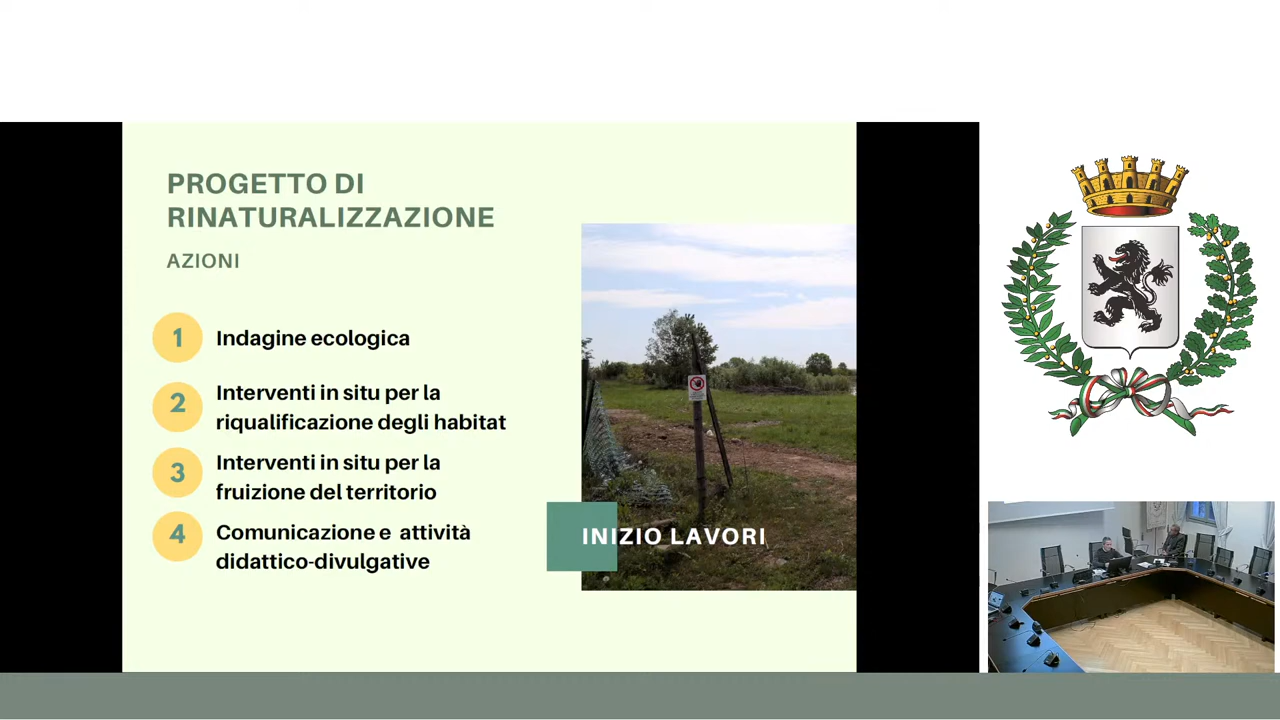 PROGETTO DI
RINATURALIZZAZIONE
AZIONI
1
Indagine ecologica
2
Interventi in situ per la
riqualificazione degli habitat
3
Interventi in situ per la
fruizione del territorio
4
Comunicazione e attività
didattico-divulgative
INIZIO LAVORI